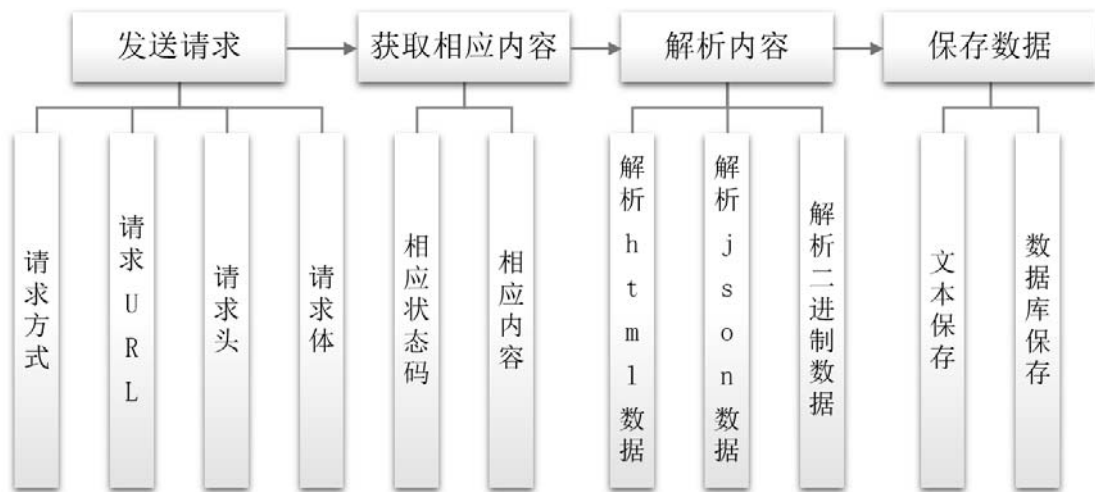 发送请求
获取相应内容
解析内容
保存数据
请求方式
请求URL
请求头
请求体
相应状态码
相应内容
解析html数据
解析json数据
解析二进制数据
文本保存
数据库保存